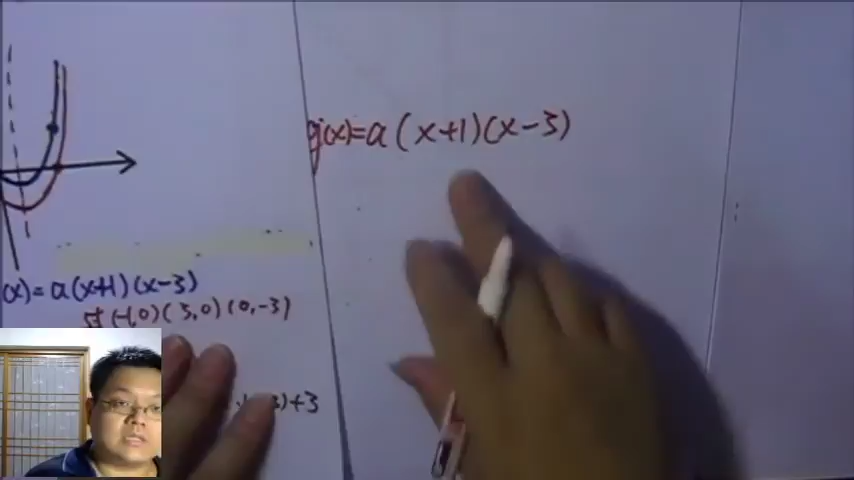 g(x)=a(x+1)(x-3)
(x)=a(x+1)(x-3)
(-1,0)(3,0)(0,-3)
)+3